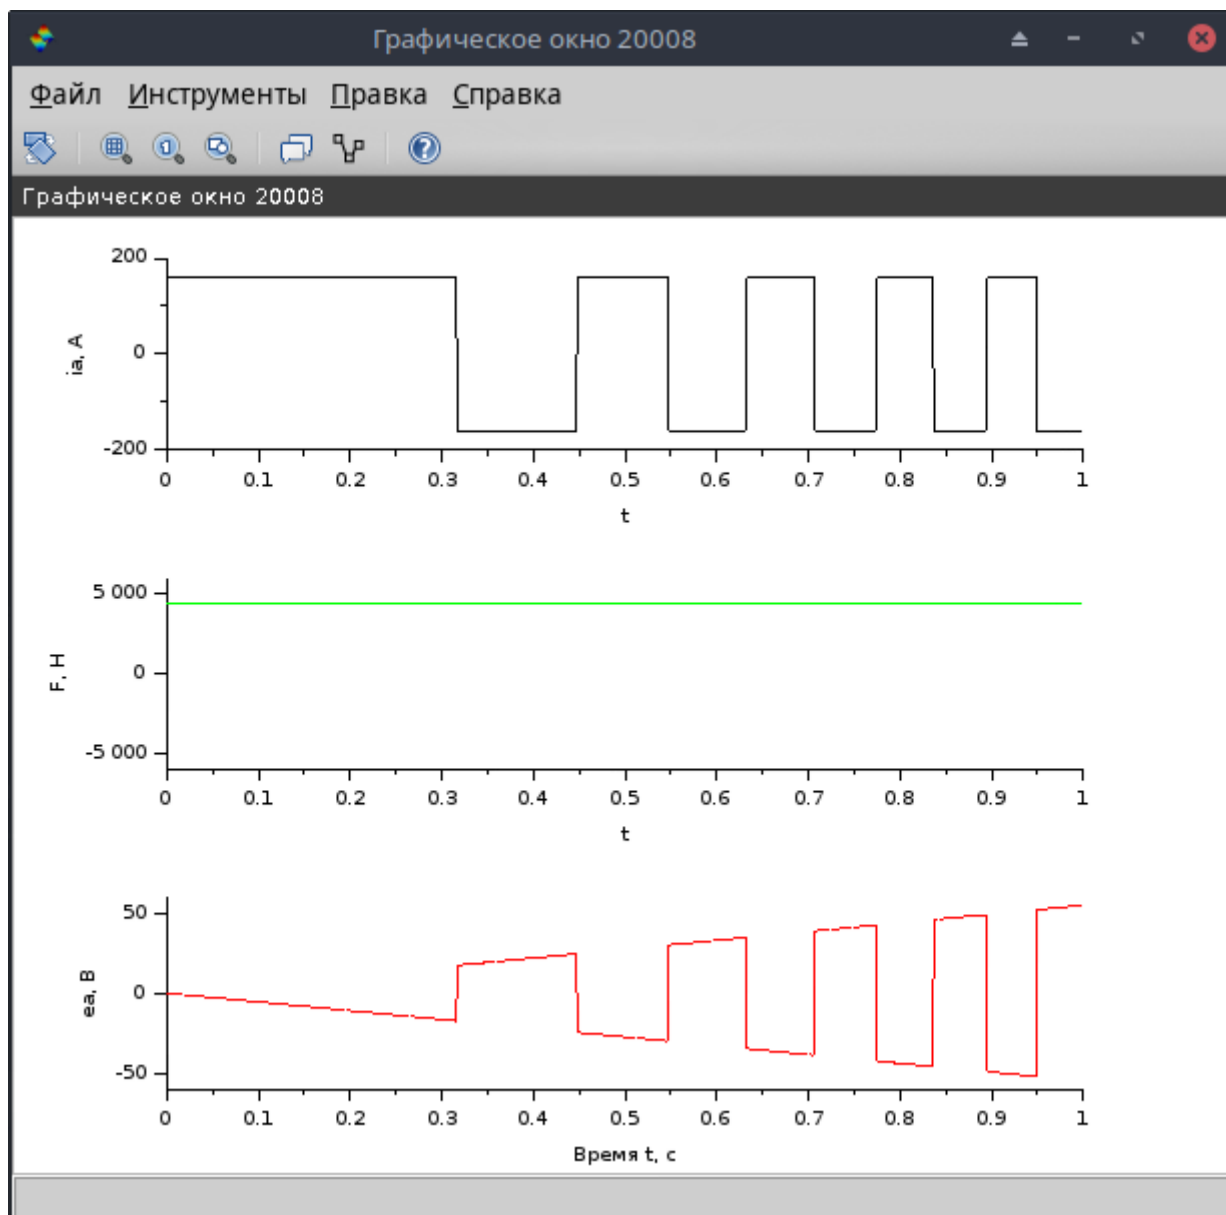 Графическое окно 20008
Файл Инструменты Правка Справка
Графическое окно 20008
200
0
-200
ia, A
0 0.1 0.2 0.3 0.4 0.5 0.6 0.7 0.8 0.9 1
t
5 000
0
-5 000
F, Н
0 0.1 0.2 0.3 0.4 0.5 0.6 0.7 0.8 0.9 1
t
50
0
-50
ea, В
0 0.1 0.2 0.3 0.4 0.5 0.6 0.7 0.8 0.9 1
Время t, с